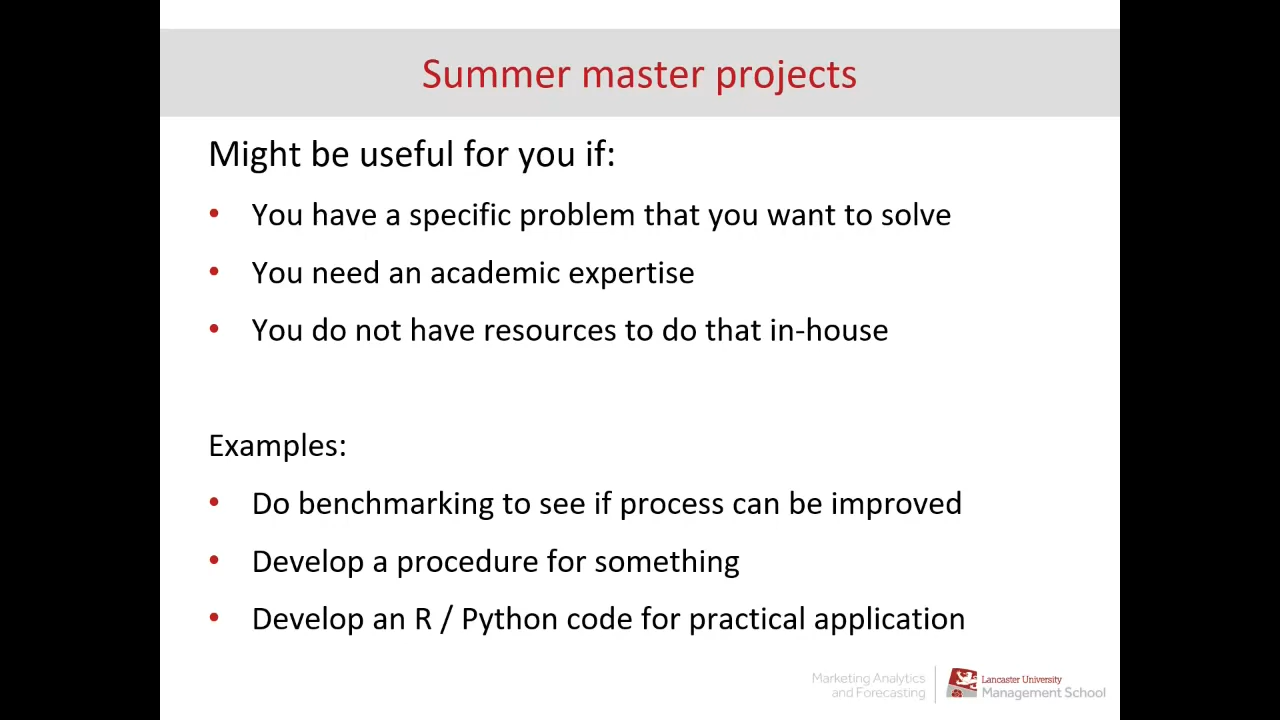 Summer master projects
Might be useful for you if:
• You have a specific problem that you want to solve
• You need an academic expertise
• You do not have resources to do that in-house
Examples:
• Do benchmarking to see if process can be improved
• Develop a procedure for something
• Develop an R / Python code for practical application
Marketing Analytics
and Forecasting
Lancaster University
Management School